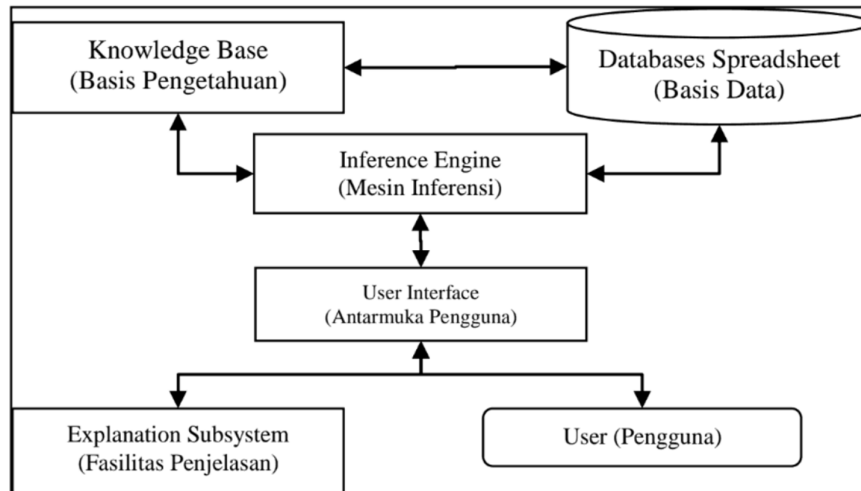 Knowledge Base
(Basis Pengetahuan)
Databases Spreadsheet
(Basis Data)
Inference Engine
(Mesin Inferensi)
User Interface
(Antarmuka Pengguna)
Explanation Subsystem
(Fasilitas Penjelasan)
User (Pengguna)